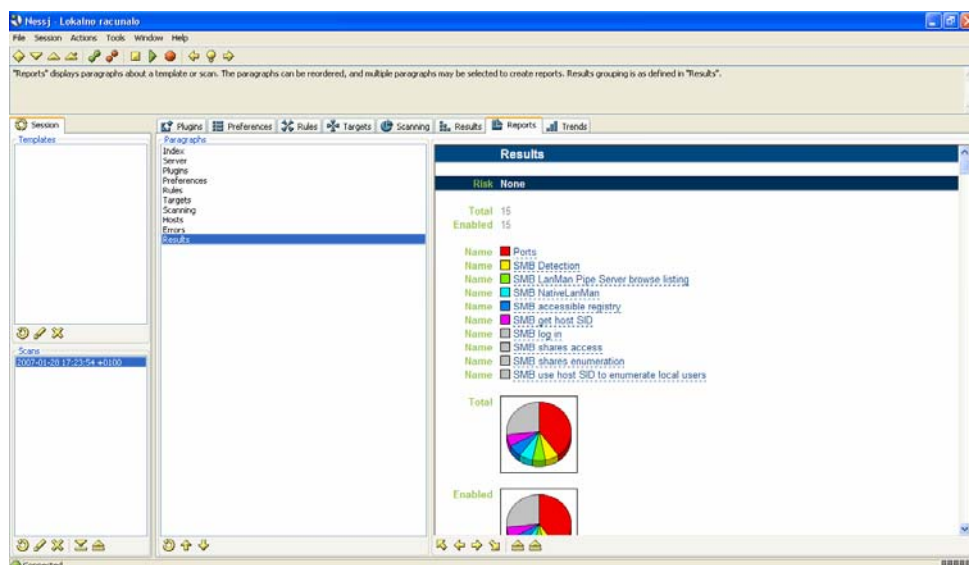 Nessj - Lokalno racunalo
File Session Actions Tools Window Help
"Reports" displays paragraphs about a template or scan. The paragraphs can be reordered, and multiple paragraphs may be selected to create reports. Results grouping is as defined in "Results".
Session
Plugins Preferences Rules Targets Scanning Results Reports Trends
Templates
Paragraphs
Index
Server
Plugins
Preferences
Rules
Targets
Scanning
Hosts
Errors
Results
Results
Risk None
Total 15
Enabled 15
Name Ports
Name SMB Detection
Name SMB LanMan Pipe Server browse listing
Name SMB NativeLanMan
Name SMB accessible registry
Name SMB get host SID
Name SMB log in
Name SMB shares access
Name SMB shares enumeration
Name SMB use host SID to enumerate local users
Total
Enabled
Scans
2007-01-28 17:23:54 +0100
Connected